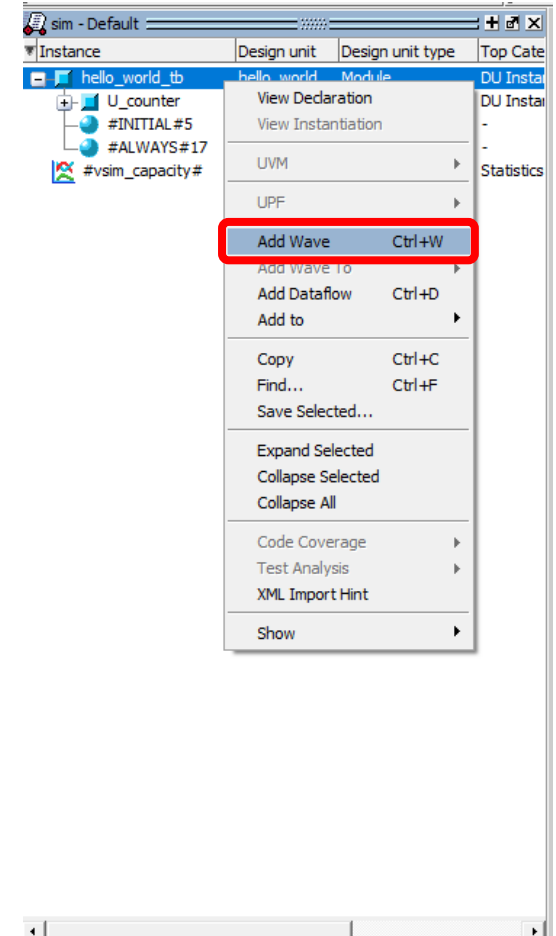 sim - Default
Instance Design unit Design unit type Top Cate
hello_world_tb hello_world Module DU Instar
U_counter DU Instar
#INITIAL#5 -
#ALWAYS#17 -
#vsim_capacity# Statistics
View Declaration
View Instantiation
UVM
UPF
Add Wave Ctrl+W
Add Wave To
Add Dataflow Ctrl+D
Add to
Copy Ctrl+C
Find... Ctrl+F
Save Selected...
Expand Selected
Collapse Selected
Collapse All
Code Coverage
Test Analysis
XML Import Hint
Show